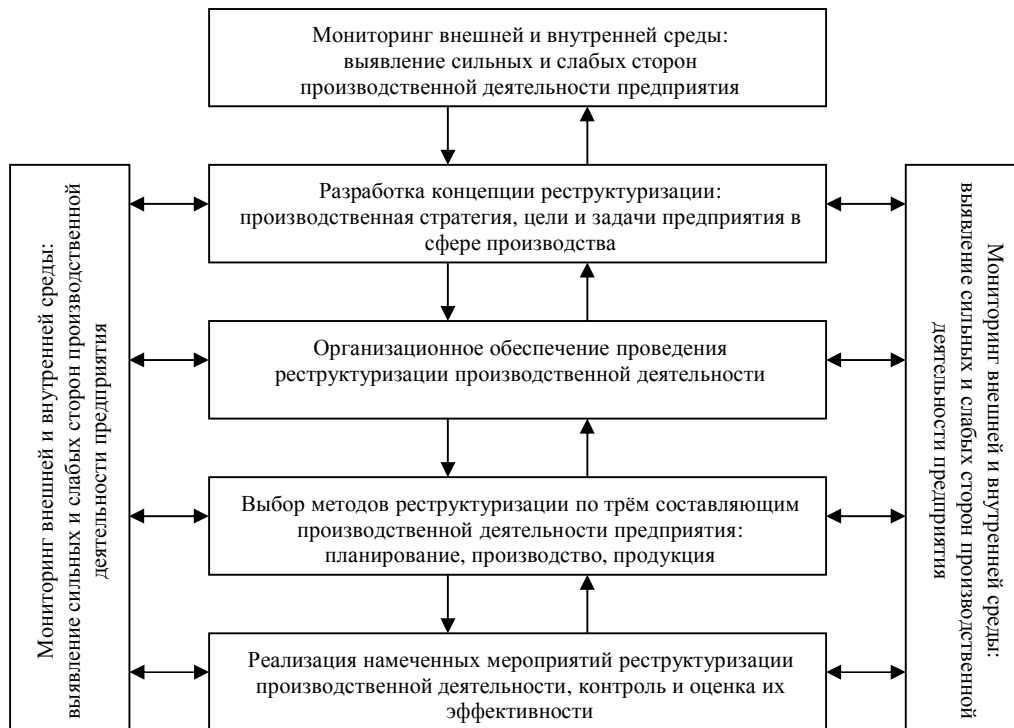 Мониторинг внешней и внутренней среды:
выявление сильных и слабых сторон
производственной деятельности предприятия
Мониторинг внешней и внутренней среды:
выявление сильных и слабых сторон производственной
деятельности предприятия
Разработка концепции реструктуризации:
производственная стратегия, цели и задачи предприятия в
сфере производства
Организационное обеспечение проведения
реструктуризации производственной деятельности
Выбор методов реструктуризации по трём составляющим
производственной деятельности предприятия:
планирование, производство, продукция
Реализация намеченных мероприятий реструктуризации
производственной деятельности, контроль и оценка их
эффективности
Мониторинг внешней и внутренней среды:
выявление сильных и слабых сторон производственной
деятельности предприятия